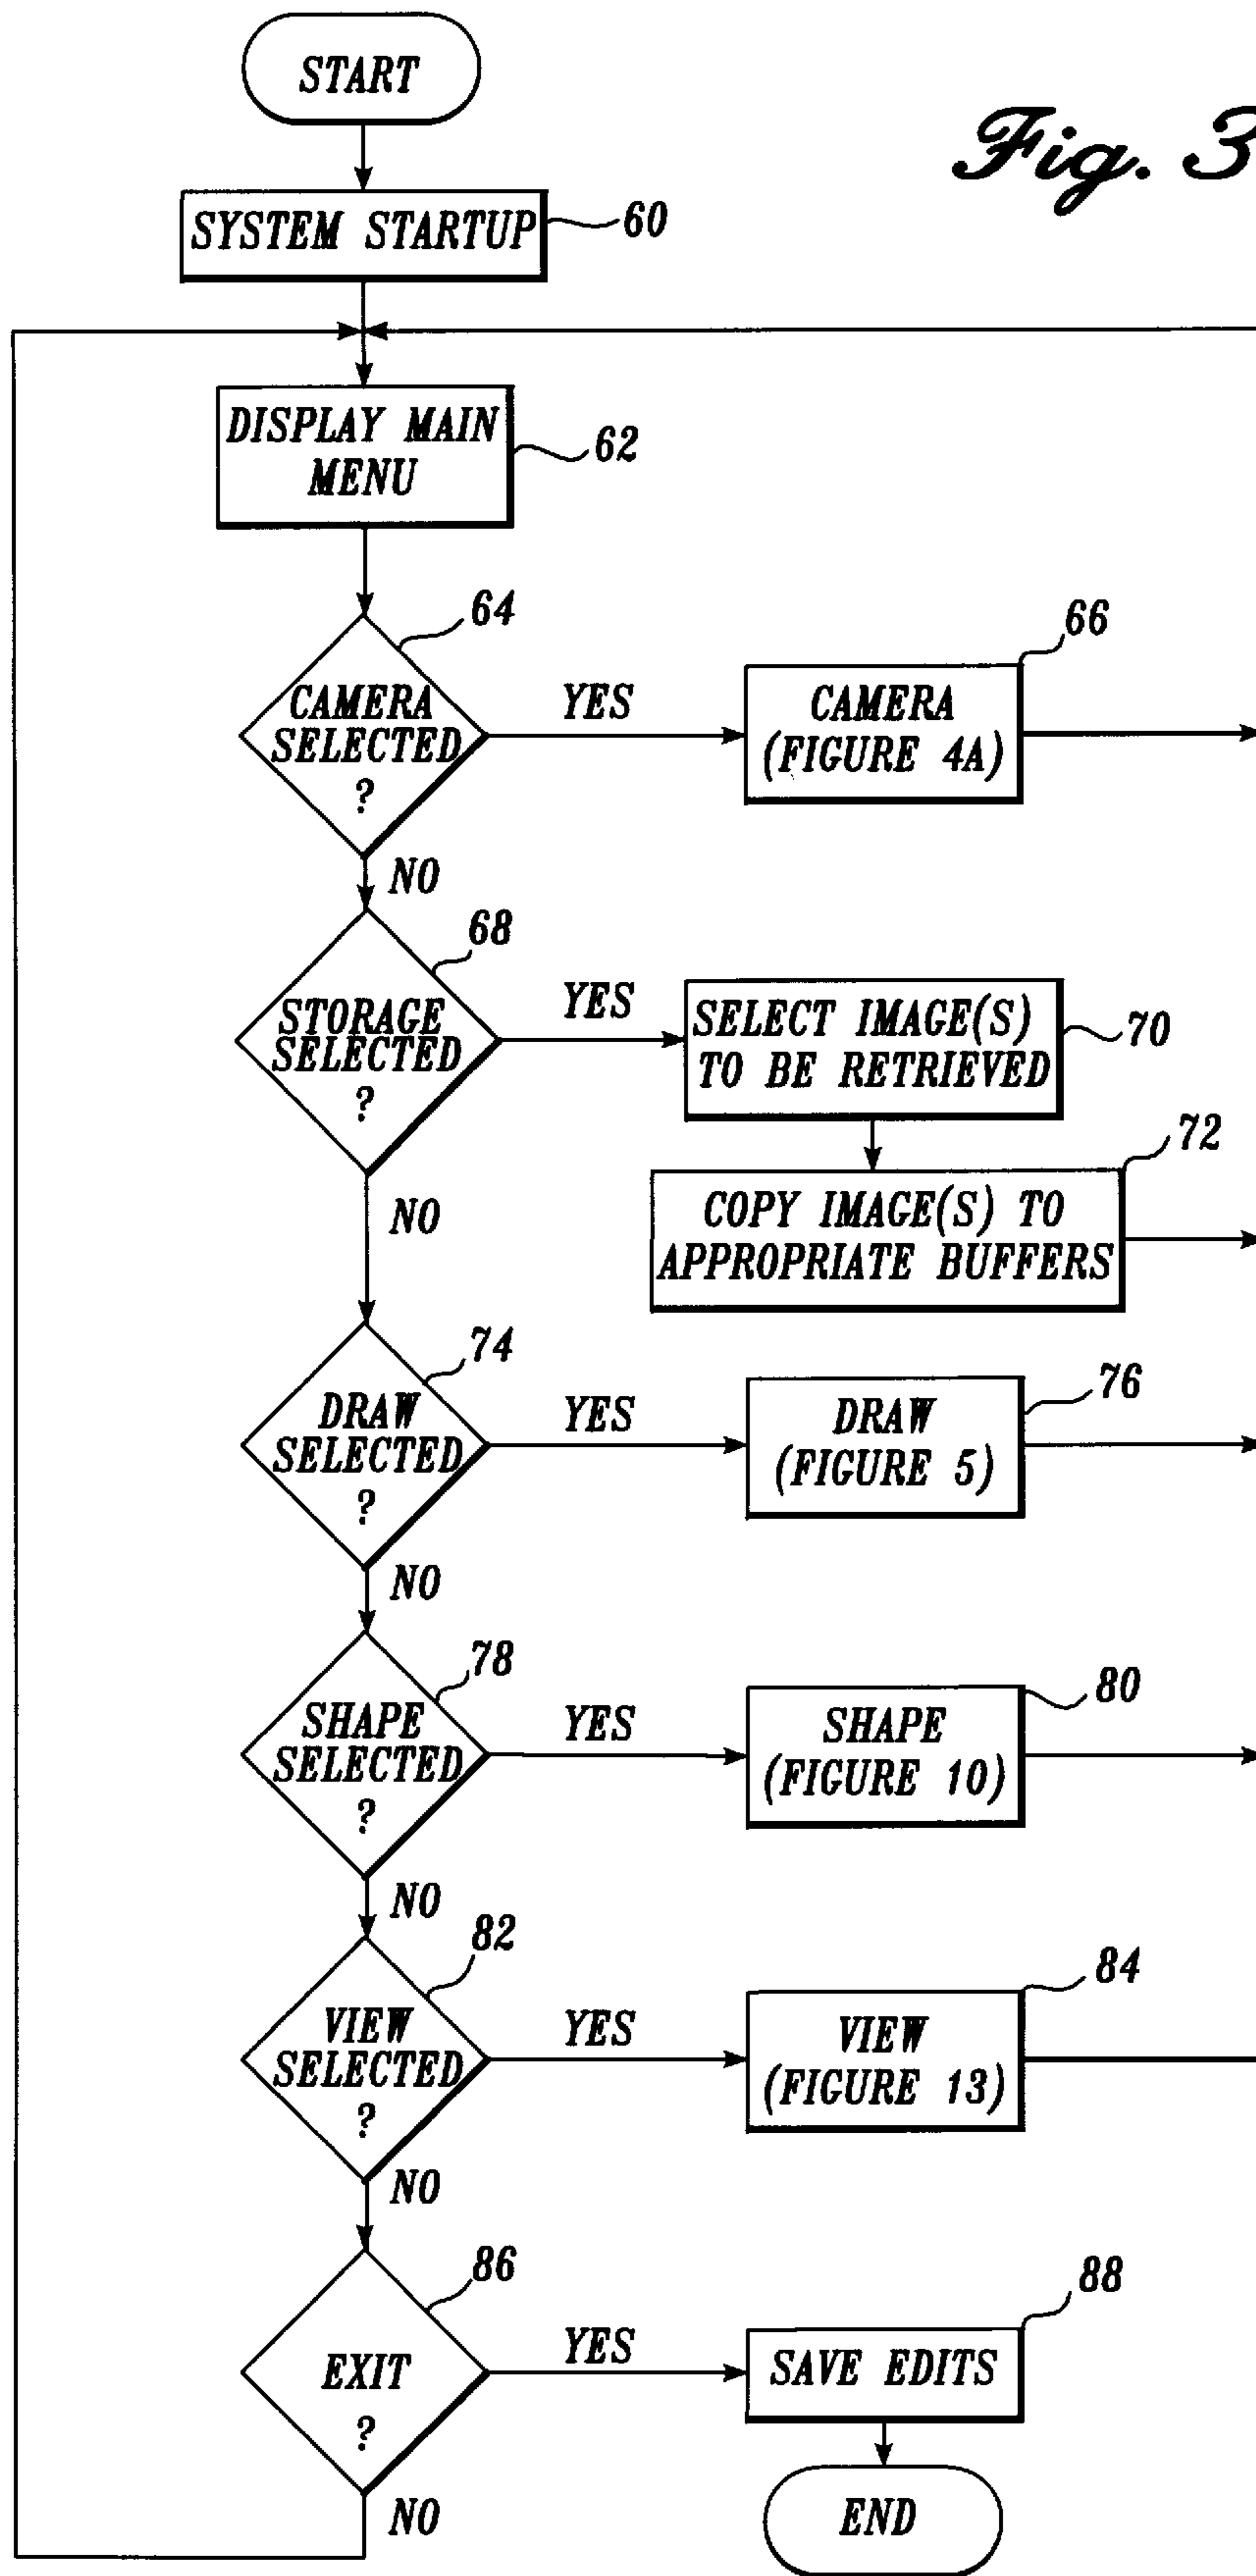 START
Fig. 3
SYSTEM STARTUP
60
DISPLAY MAIN
MENU
62
64
CAMERA
SELECTED
?
YES
66
CAMERA
(FIGURE 4A)
NO
68
STORAGE
SELECTED
?
YES
SELECT IMAGE(S)
TO BE RETRIEVED
70
72
COPY IMAGE(S) TO
APPROPRIATE BUFFERS
NO
74
DRAW
SELECTED
?
YES
76
DRAW
(FIGURE 5)
NO
78
SHAPE
SELECTED
?
YES
80
SHAPE
(FIGURE 10)
NO
82
VIEW
SELECTED
?
YES
84
VIEW
(FIGURE 13)
NO
86
EXIT
?
YES
88
SAVE EDITS
NO
END